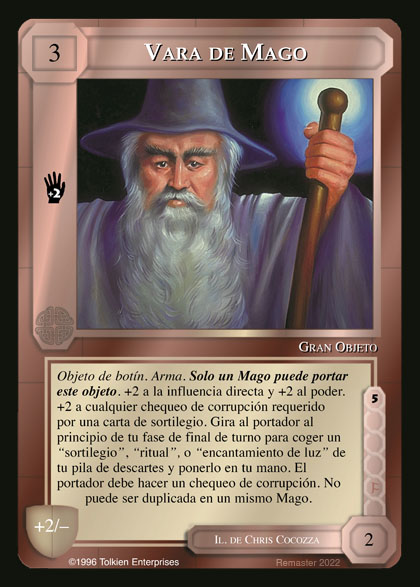 3
VARA DE MAGO
2
GRAN OBJETO
Objeto de botín. Arma. Solo un Mago puede portar
este objeto. +2 a la influencia directa y +2 al poder.
+2 a cualquier chequeo de corrupción requerido
por una carta de sortilegio. Gira al portador al
principio de tu fase de final de turno para coger un
“sortilegio”, “ritual”, o “encantamiento de luz” de
tu pila de descartes y ponerlo en tu mano. El
portador debe hacer un chequeo de corrupción. No
puede ser duplicada en un mismo Mago.
5
+2/–
IL. DE CHRIS COCOZZA
2
©1996 Tolkien Enterprises
Remaster 2022